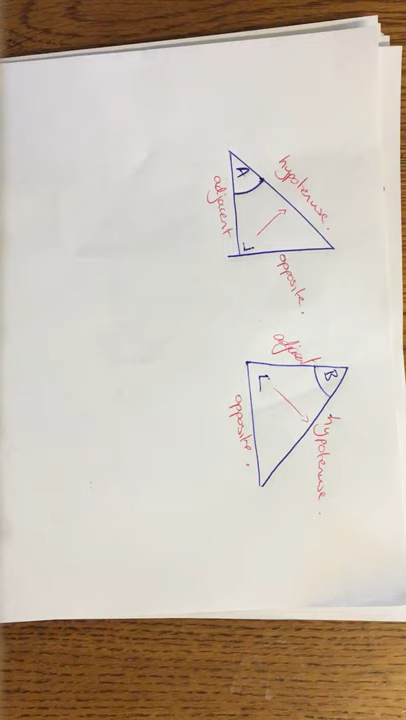 A
hypotenuse.
adjacent
opposite.
adjacent
B
opposite.
hypotenuse.